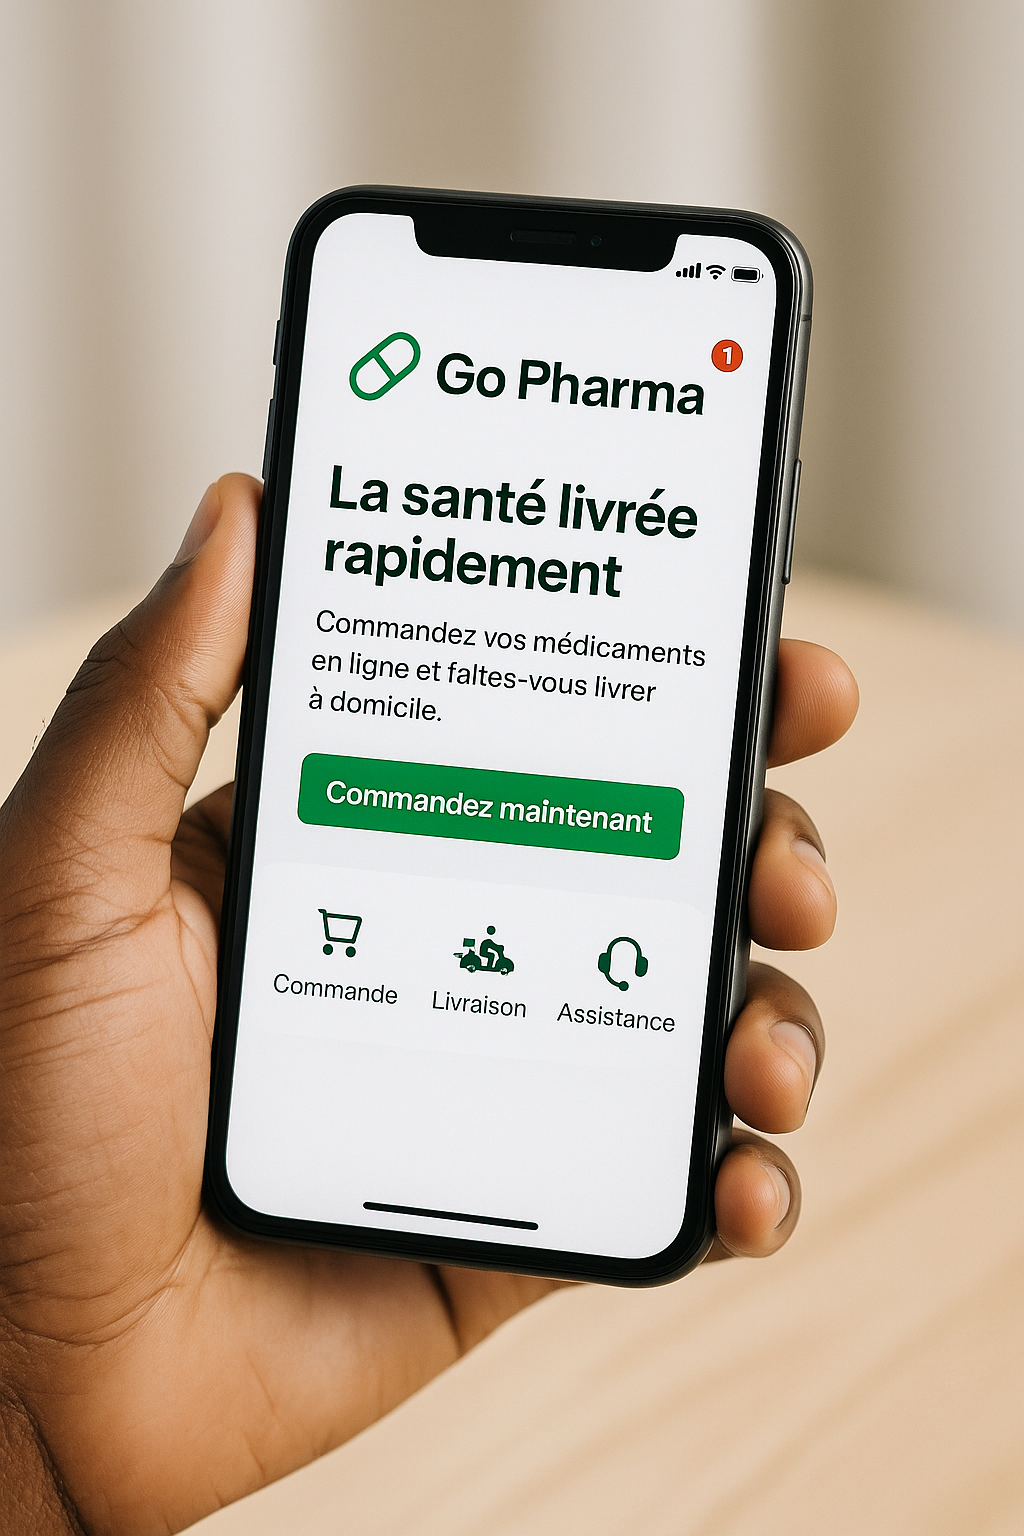 Go Pharma
1
La santé livrée
rapidement
Commandez vos médicaments
en ligne et faltes-vous livrer
à domicile.
Commandez maintenant
Commande
Livraison
Assistance